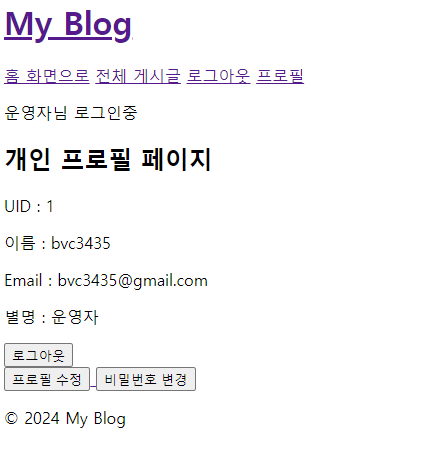 My Blog
홈 화면으로 전체 게시글 로그아웃 프로필
운영자님 로그인중
개인 프로필 페이지
UID : 1
이름 : bvc3435
Email : bvc3435@gmail.com
별명 : 운영자
로그아웃
프로필 수정 비밀번호 변경
© 2024 My Blog